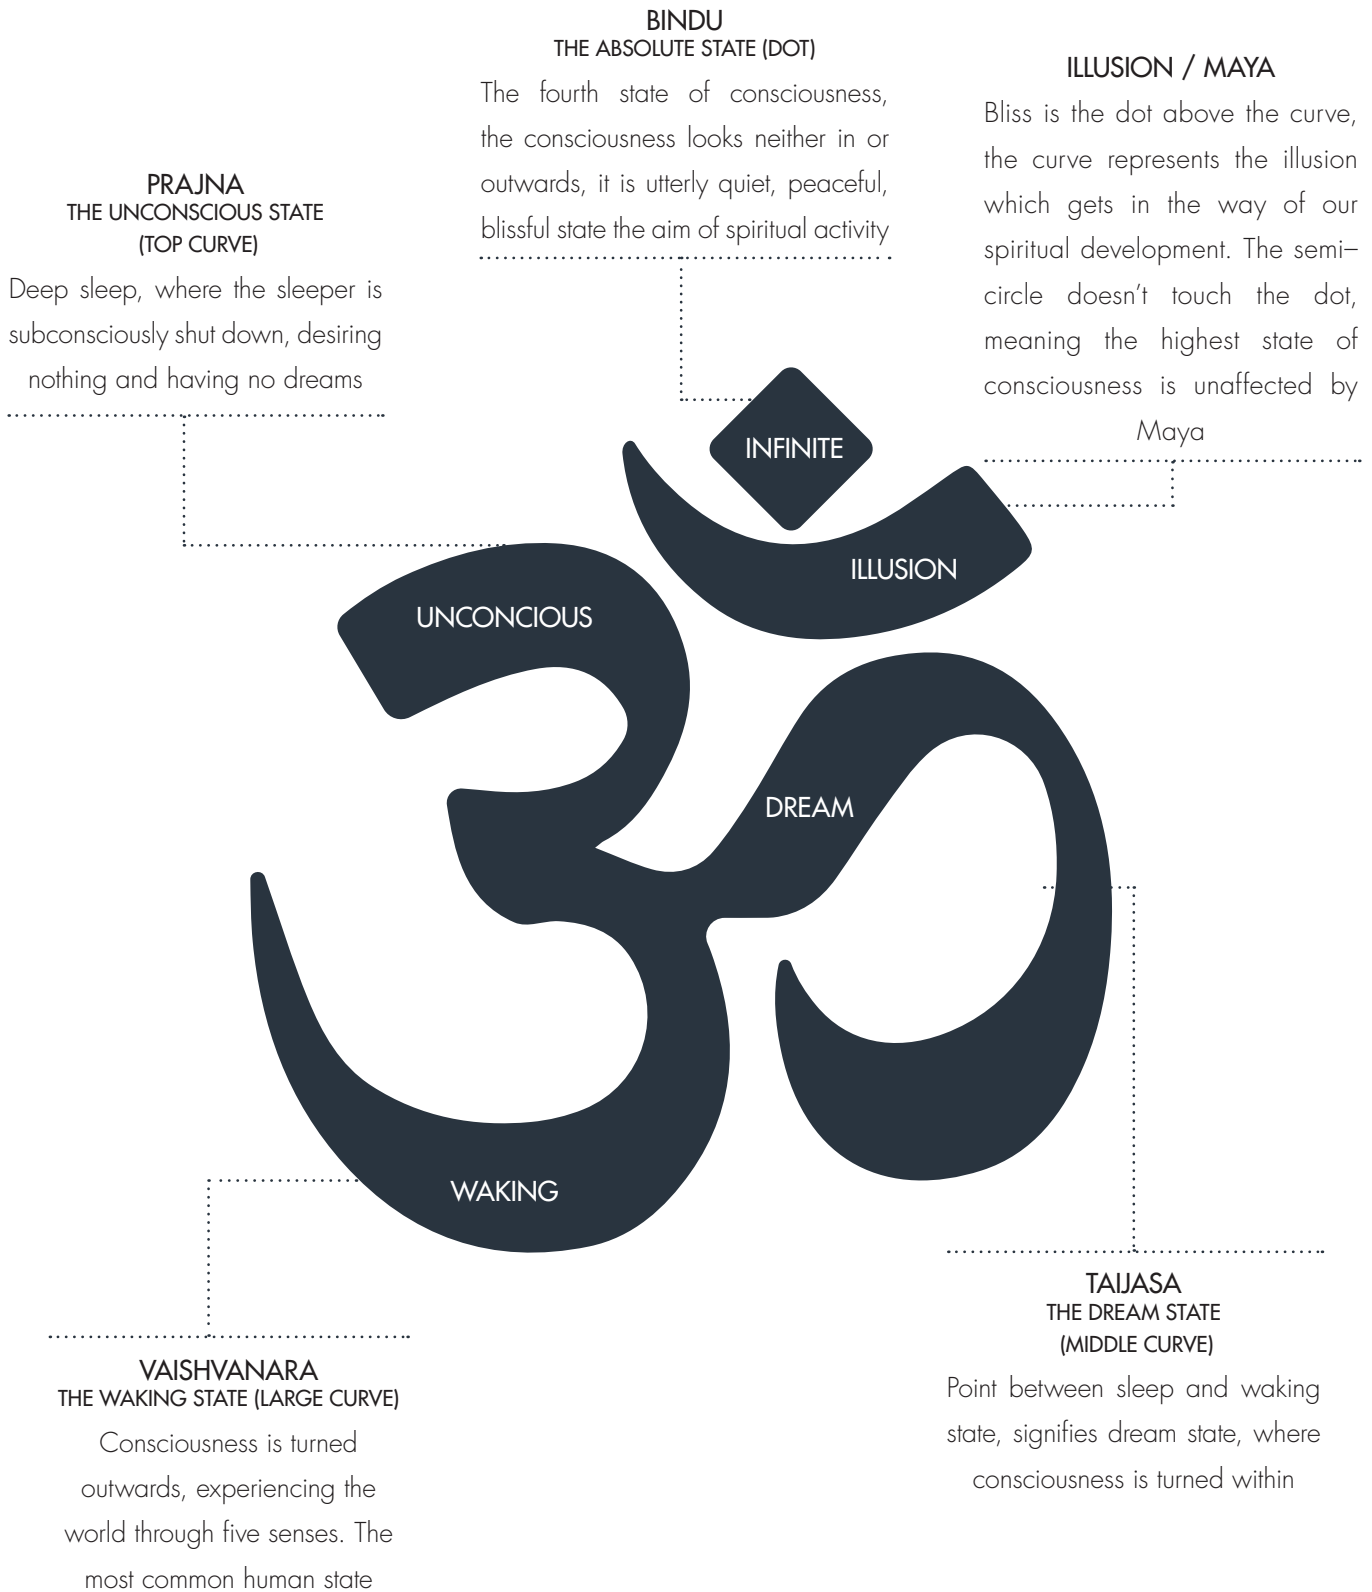 BINDU
THE ABSOLUTE STATE (DOT)
The fourth state of consciousness,
the consciousness looks neither in or
outwards, it is utterly quiet, peaceful,
blissful state the aim of spiritual activity
ILLUSION / MAYA
Bliss is the dot above the curve,
the curve represents the illusion
which gets in the way of our
spiritual development. The semi–
circle doesn't touch the dot,
meaning the highest state of
consciousness is unaffected by
Maya
PRAJNA
THE UNCONSCIOUS STATE
(TOP CURVE)
Deep sleep, where the sleeper is
subconsciously shut down, desiring
nothing and having no dreams
INFINITE
ILLUSION
UNCONCIOUS
DREAM
WAKING
TAIJASA
THE DREAM STATE
(MIDDLE CURVE)
Point between sleep and waking
state, signifies dream state, where
consciousness is turned within
VAISHVANARA
THE WAKING STATE (LARGE CURVE)
Consciousness is turned
outwards, experiencing the
world through five senses. The
most common human state